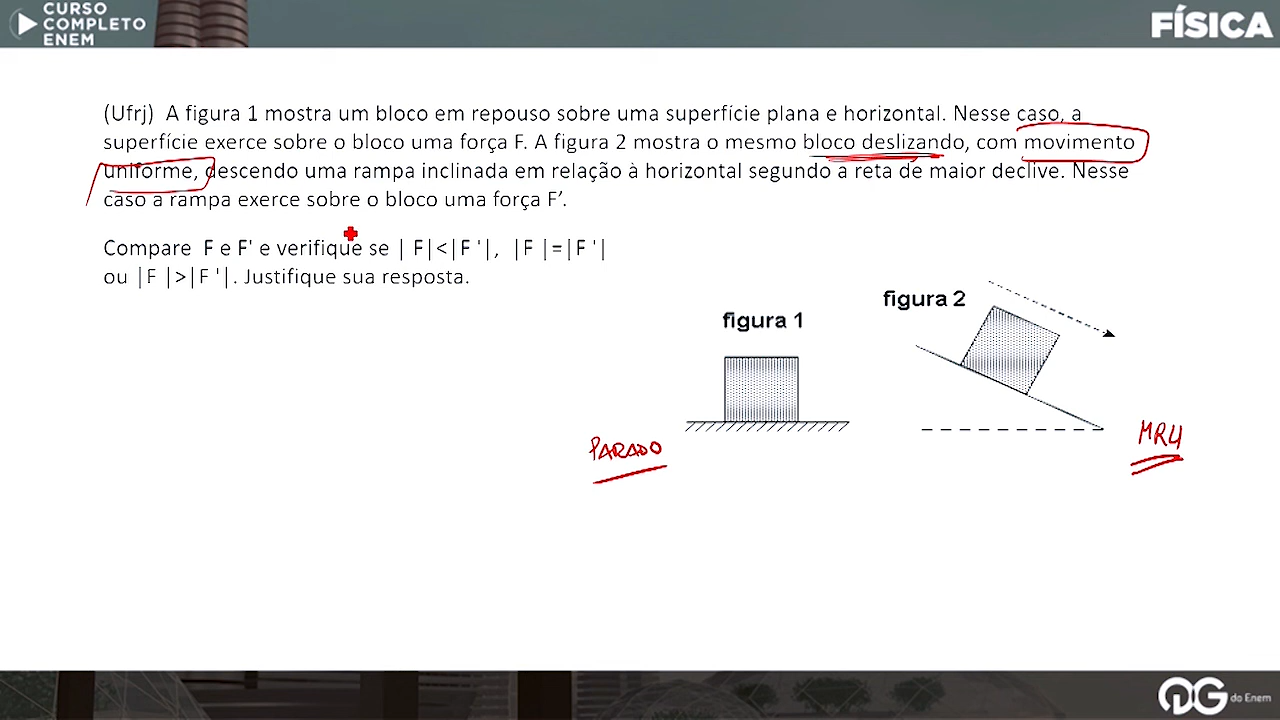 CURSO
COMPLETO
ENEM
FÍSICA
(Ufrj) A figura 1 mostra um bloco em repouso sobre uma superfície plana e horizontal. Nesse caso, a
superfície exerce sobre o bloco uma força F. A figura 2 mostra o mesmo bloco deslizando, com movimento
uniforme, descendo uma rampa inclinada em relação à horizontal segundo a reta de maior declive. Nesse
caso a rampa exerce sobre o bloco uma força F’.
Compare F e F' e verifique se | F|<|F '|, |F |=|F '|
ou |F |>|F '|. Justifique sua resposta.
figura 2
figura 1
PARADO
MRU
QG do Enem